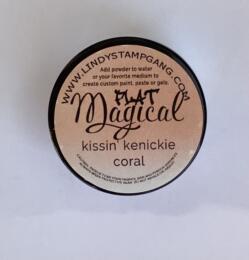 WWW.LINDYSTAMPGANG.COM
Add powder to water
or your favorite medium to
create custom paint, paste or gels.
FLAT
Magical
kissin' kenickie
coral